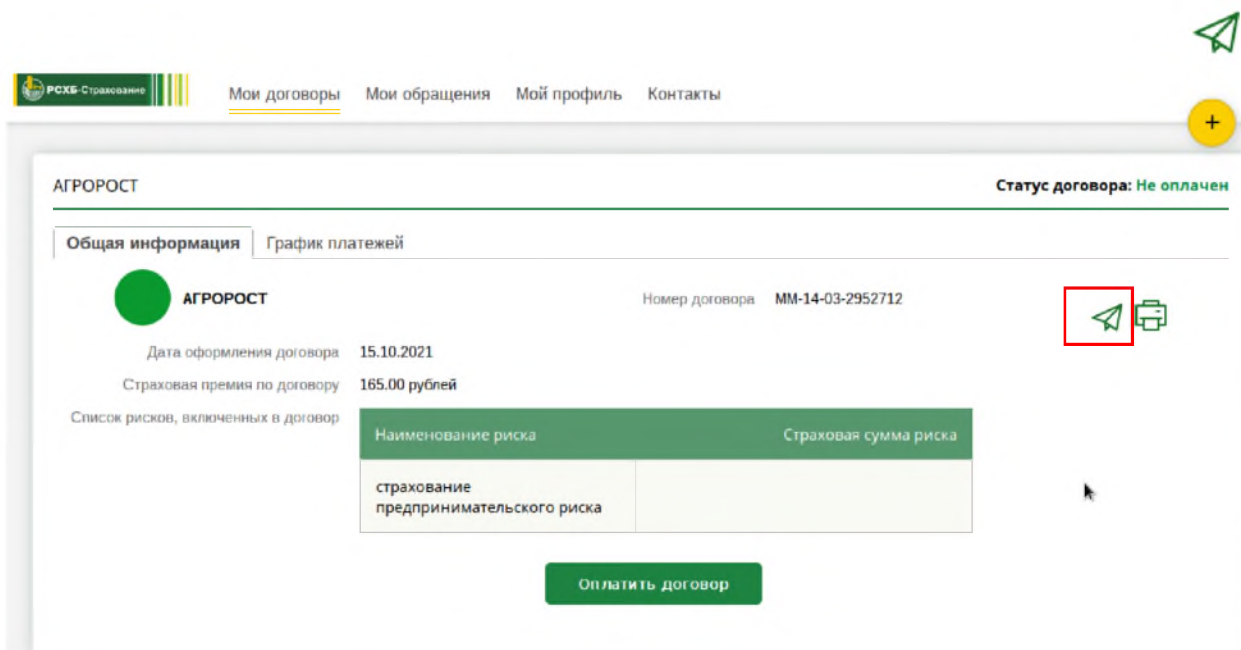 РСХБ-Страхование
Мои договоры Мои обращения Мой профиль Контакты
+
АГРОРОСТ Статус договора: Не оплачен
Общая информация График платежей
АГРОРОСТ Номер договора ММ-14-03-2952712
Дата оформления договора 15.10.2021
Страховая премия по договору 165.00 рублей
Список рисков, включенных в договор
Наименование риска Страховая сумма риска
страхование
предпринимательского риска
Оплатить договор